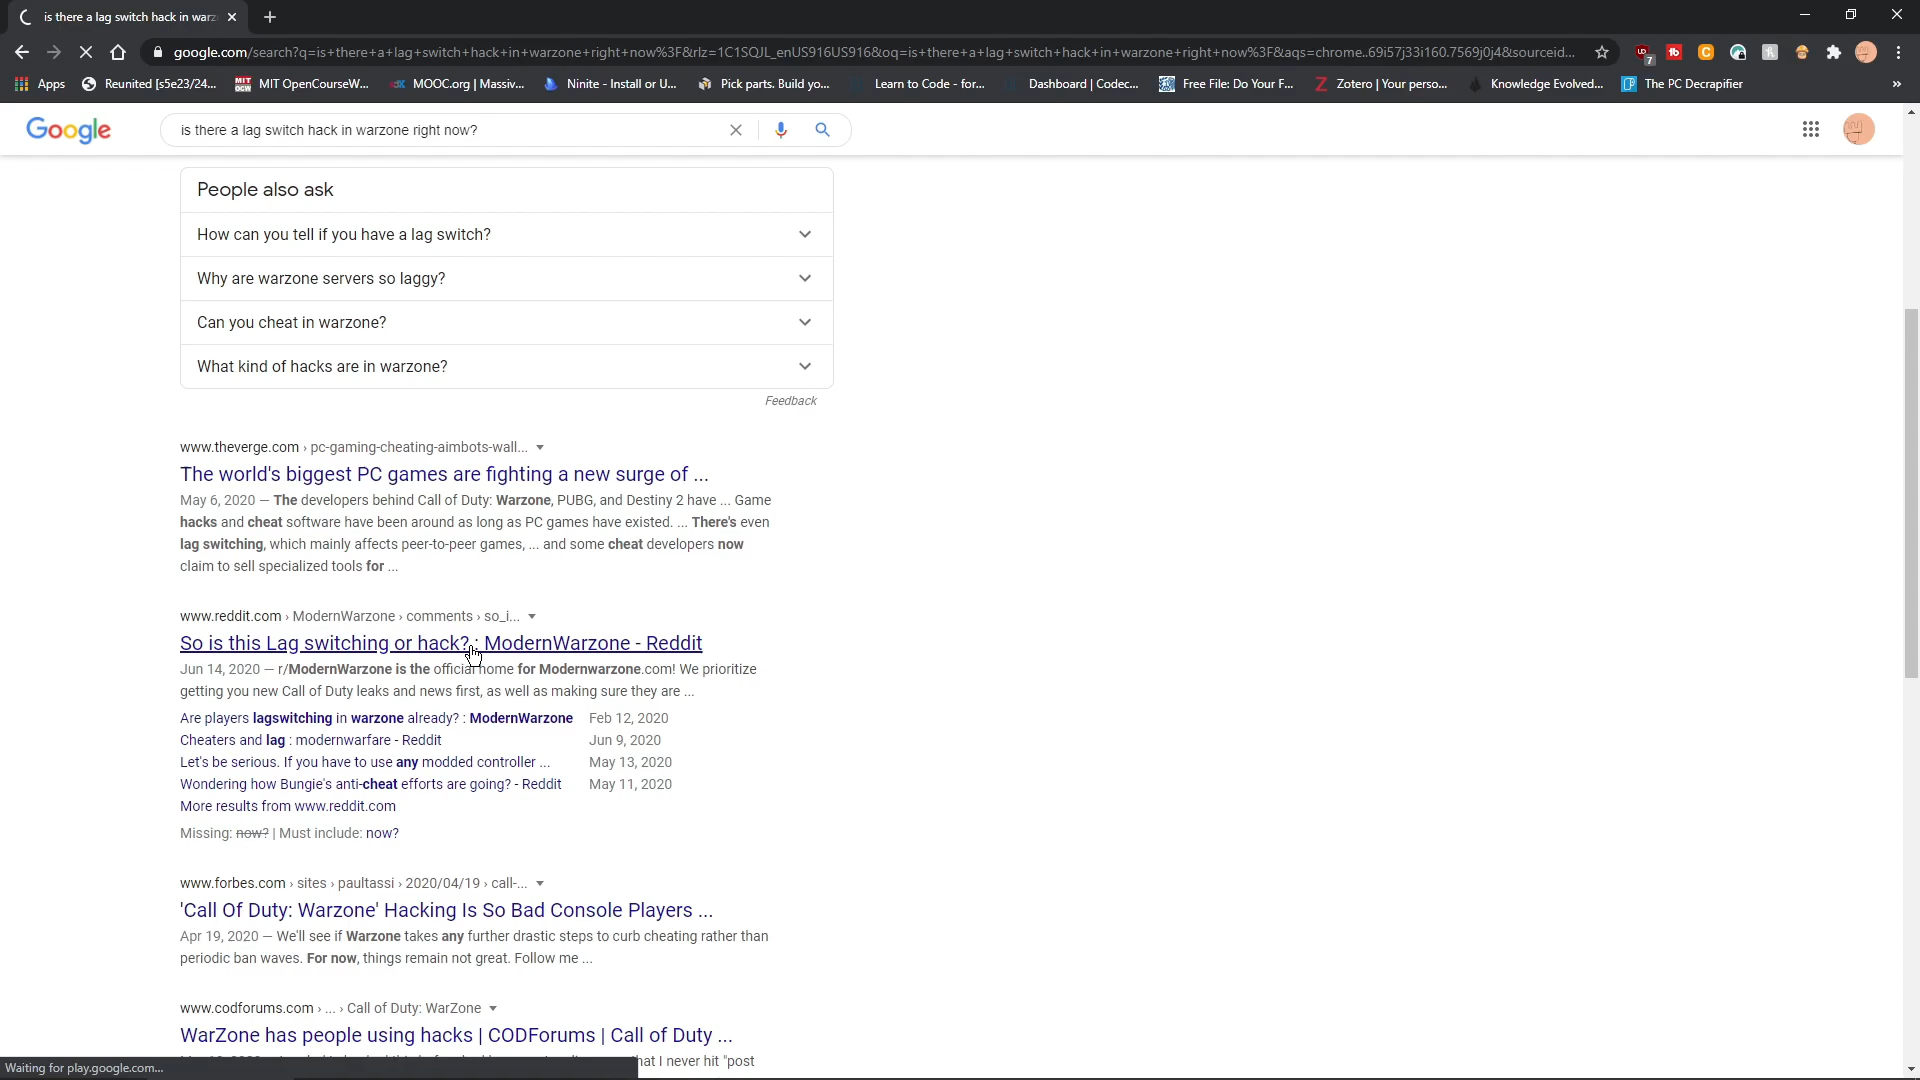 is there a lag switch hack in warz
google.com/search?q=is+there+a+lag+switch+hack+in+warzone+right+now%3F&rlz=1C1SQJL_enUS916US916&oq=is+there+a+lag+switch+hack+in+warzone+right+now%3F&aqs=chrome..69i57j33i160.7569j0j4&sourceid...
7
Apps Reunited [s5e23/24... MIT OpenCourseW... MOOC.org | Massiv... Ninite - Install or U... Pick parts. Build yo... Learn to Code - for... Dashboard | Codec... Free File: Do Your F... Zotero | Your perso... Knowledge Evolved... The PC Decrapifier
Google is there a lag switch hack in warzone right now?
People also ask
How can you tell if you have a lag switch?
Why are warzone servers so laggy?
Can you cheat in warzone?
What kind of hacks are in warzone?
Feedback
www.theverge.com › pc-gaming-cheating-aimbots-wall...
The world's biggest PC games are fighting a new surge of ...
May 6, 2020 — The developers behind Call of Duty: Warzone, PUBG, and Destiny 2 have ... Game
hacks and cheat software have been around as long as PC games have existed. ... There's even
lag switching, which mainly affects peer-to-peer games, ... and some cheat developers now
claim to sell specialized tools for ...
www.reddit.com › ModernWarzone › comments › so_i...
So is this Lag switching or hack? : ModernWarzone - Reddit
Jun 14, 2020 — r/ModernWarzone is the official home for Modernwarzone.com! We prioritize
getting you new Call of Duty leaks and news first, as well as making sure they are ...
Are players lagswitching in warzone already? : ModernWarzone Feb 12, 2020
Cheaters and lag : modernwarfare - Reddit Jun 9, 2020
Let's be serious. If you have to use any modded controller ... May 13, 2020
Wondering how Bungie's anti-cheat efforts are going? - Reddit May 11, 2020
More results from www.reddit.com
Missing: now? | Must include: now?
www.forbes.com › sites › paultassi › 2020/04/19 › call-...
'Call Of Duty: Warzone' Hacking Is So Bad Console Players ...
Apr 19, 2020 — We'll see if Warzone takes any further drastic steps to curb cheating rather than
periodic ban waves. For now, things remain not great. Follow me ...
www.codforums.com › ... › Call of Duty: WarZone
WarZone has people using hacks | CODForums | Call of Duty ...
that I never hit "post
Waiting for play.google.com...